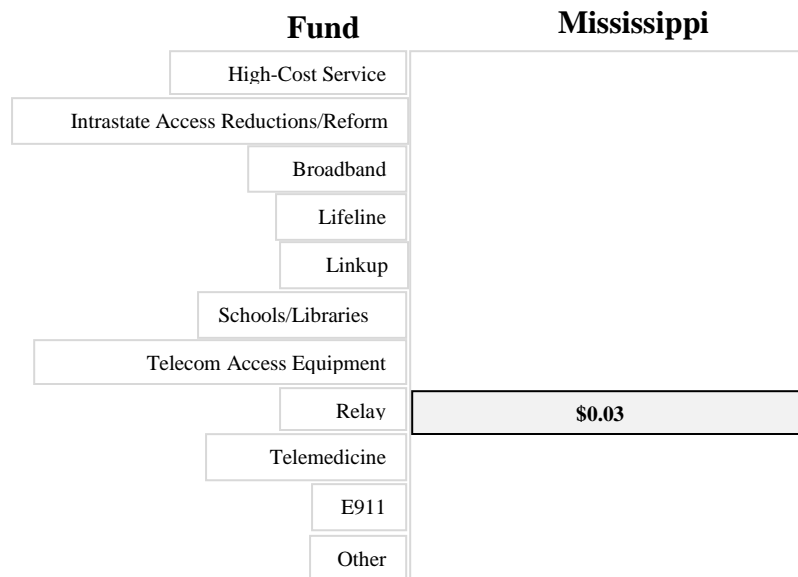 Fund
Mississippi
High-Cost Service
Intrastate Access Reductions/Reform
Broadband
Lifeline
Linkup
Schools/Libraries
Telecom Access Equipment
Relay
$0.03
Telemedicine
E911
Other